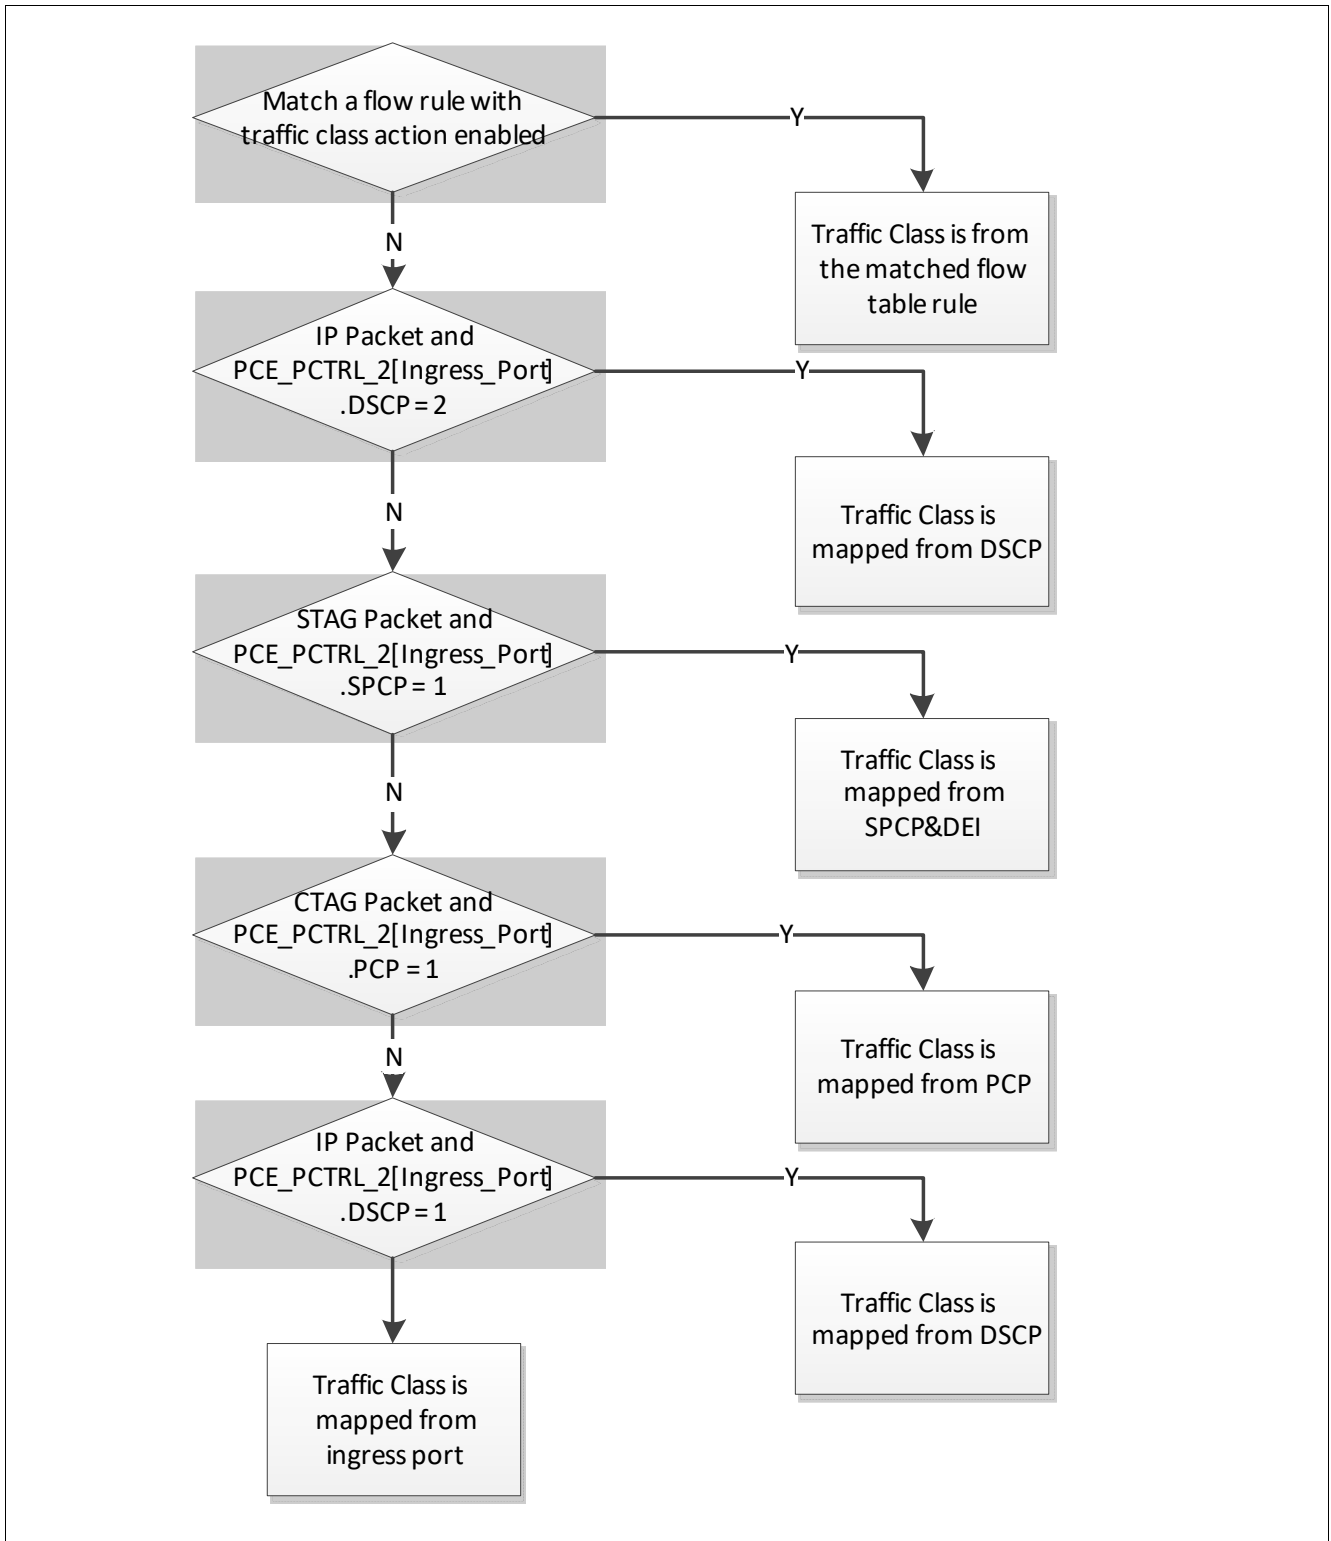 Match a flow rule with
traffic class action enabled
Y
Traffic Class is from
the matched flow
table rule
N
IP Packet and
PCE_PCTRL_2[Ingress_Port]
.DSCP = 2
Y
Traffic Class is
mapped from DSCP
N
STAG Packet and
PCE_PCTRL_2[Ingress_Port]
.SPCP = 1
Y
Traffic Class is
mapped from
SPCP&DEI
N
CTAG Packet and
PCE_PCTRL_2[Ingress_Port]
.PCP = 1
Y
Traffic Class is
mapped from PCP
N
IP Packet and
PCE_PCTRL_2[Ingress_Port]
.DSCP = 1
Y
Traffic Class is
mapped from DSCP
Traffic Class is
mapped from
ingress port